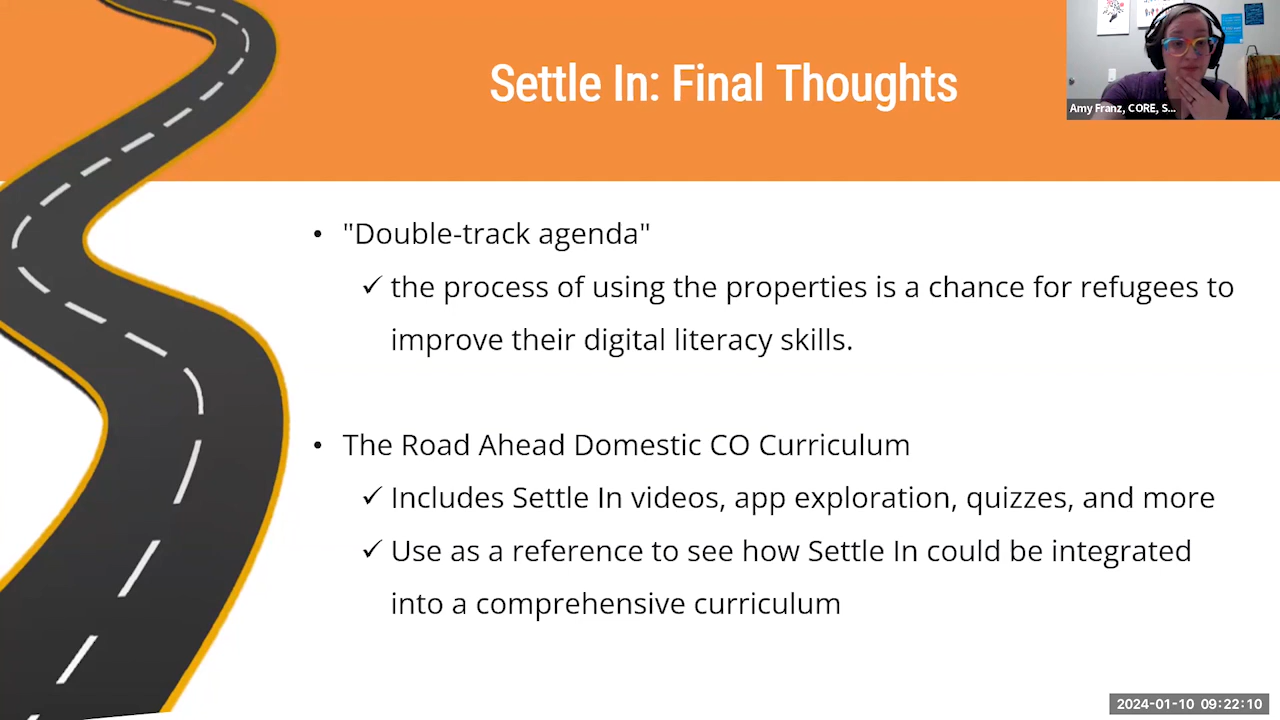 Settle In: Final Thoughts
Amy Franz, CORE, S...
• "Double-track agenda"
✓ the process of using the properties is a chance for refugees to
improve their digital literacy skills.
• The Road Ahead Domestic CO Curriculum
✓ Includes Settle In videos, app exploration, quizzes, and more
✓ Use as a reference to see how Settle In could be integrated
into a comprehensive curriculum
2024-01-10 09:22:10